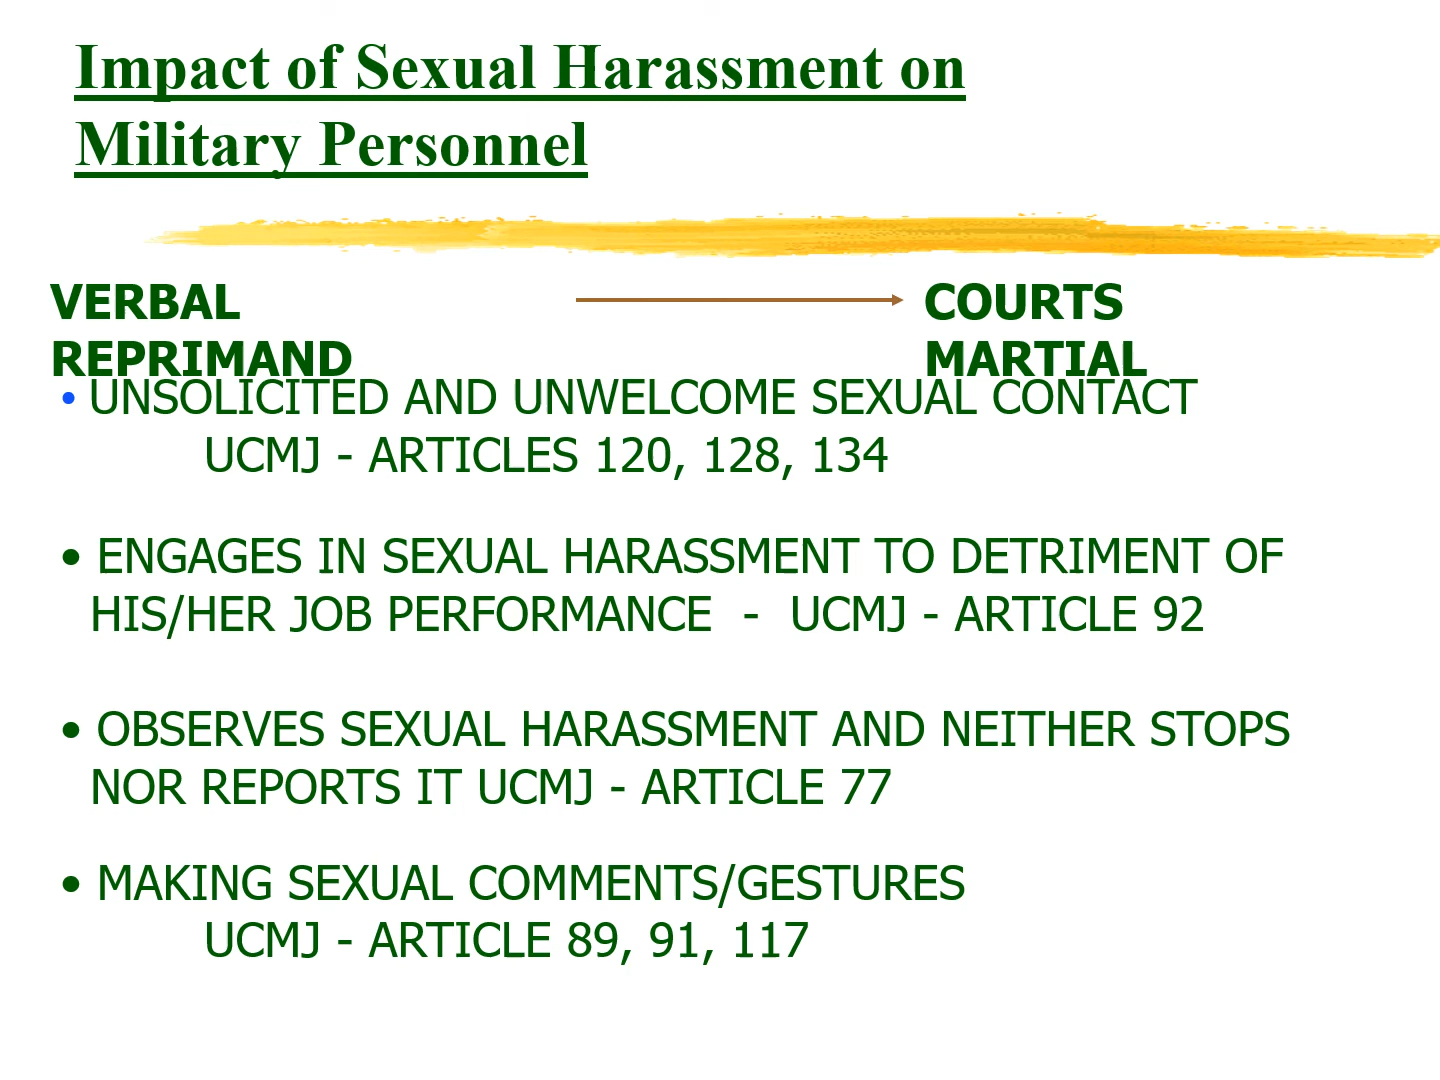 Impact of Sexual Harassment on
Military Personnel
VERBAL COURTS
REPRIMAND MARTIAL
• UNSOLICITED AND UNWELCOME SEXUAL CONTACT
UCMJ - ARTICLES 120, 128, 134
• ENGAGES IN SEXUAL HARASSMENT TO DETRIMENT OF
HIS/HER JOB PERFORMANCE - UCMJ - ARTICLE 92
• OBSERVES SEXUAL HARASSMENT AND NEITHER STOPS
NOR REPORTS IT UCMJ - ARTICLE 77
• MAKING SEXUAL COMMENTS/GESTURES
UCMJ - ARTICLE 89, 91, 117